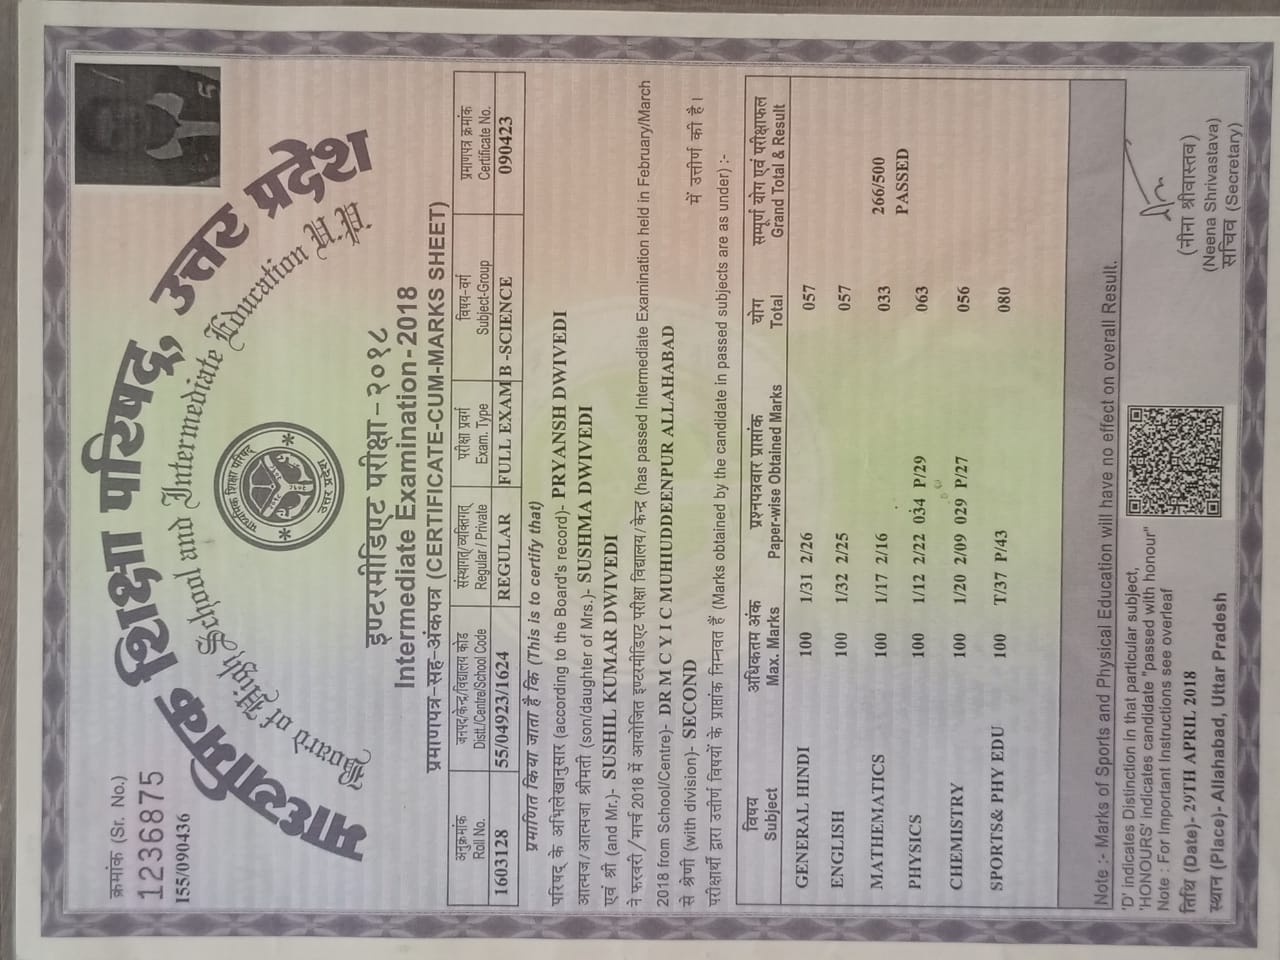 क्रमांक (Sr. No.)
1236875
155/090436
माध्यमिक शिक्षा परिषद्, उत्तर प्रदेश
Board of High School and Intermediate Education U.P.
माध्यमिक शिक्षा परिषद
उत्तर प्रदेश
इण्टरमीडिएट परीक्षा-२०१८
Intermediate Examination-2018
प्रमाणपत्र-सह-अंकपत्र (CERTIFICATE-CUM-MARKS SHEET)
अनुक्रमांक जनपद/केन्द्र/विद्यालय कोड संस्थागत/व्यक्तिगत् परीक्षा प्रवर्ग विषय-वर्ग प्रमाणपत्र क्रमांक
Roll No. Distt./Centre/School Code Regular / Private Exam. Type Subject-Group Certificate No.
1603128 55/04923/1624 REGULAR FULL EXAM B -SCIENCE 090423
प्रमाणित किया जाता है कि (This is to certify that)
परिषद् के अभिलेखानुसार (according to the Board's record)- PRYANSH DWIVEDI
आत्मज/आत्मजा श्रीमती (son/daughter of Mrs.)- SUSHMA DWIVEDI
एवं श्री (and Mr.)- SUSHIL KUMAR DWIVEDI
ने फरवरी/मार्च 2018 में आयोजित इण्टरमीडिएट परीक्षा विद्यालय/केन्द्र (has passed Intermediate Examination held in February/March
2018 from School/Centre)- DR M C Y I C MUHIUDDEENPUR ALLAHABAD
से श्रेणी (with division)- SECOND में उत्तीर्ण की है।
परीक्षार्थी द्वारा उत्तीर्ण विषयों के प्राप्तांक निम्नवत हैं (Marks obtained by the candidate in passed subjects are as under) :-
विषय अधिकतम अंक प्रश्नपत्रवार प्राप्तांक योग सम्पूर्ण योग एवं परीक्षाफल
Subject Max. Marks Paper-wise Obtained Marks Total Grand Total & Result
GENERAL HINDI 100 1/31 2/26 057
ENGLISH 100 1/32 2/25 057
MATHEMATICS 100 1/17 2/16 033 266/500
PHYSICS 100 1/12 2/22 034 P/29 063 PASSED
CHEMISTRY 100 1/20 2/09 029 P/27 056
SPORTS& PHY EDU 100 T/37 P/43 080
Note :- Marks of Sports and Physical Education will have no effect on overall Result.
'D' indicates Distinction in that particular subject,
'HONOURS' indicates candidate "passed with honour"
Note : For Important Instructions see overleaf
तिथि (Date)- 29TH APRIL 2018
स्थान (Place)- Allahabad, Uttar Pradesh
(नीना श्रीवास्तव)
(Neena Shrivastava)
सचिव (Secretary)